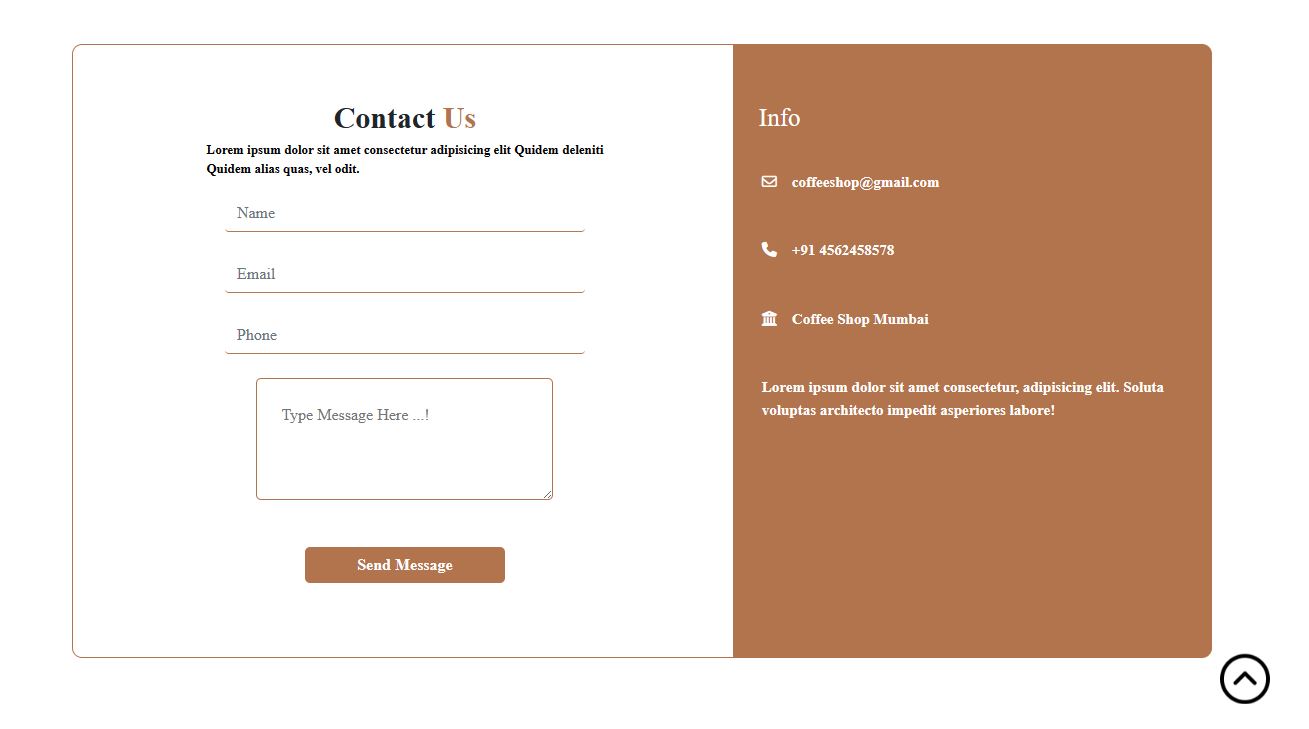 Contact Us
Lorem ipsum dolor sit amet consectetur adipisicing elit Quidem deleniti
Quidem alias quas, vel odit.
Name
Email
Phone
Type Message Here ...!
Send Message
Info
coffeeshop@gmail.com
+91 4562458578
Coffee Shop Mumbai
Lorem ipsum dolor sit amet consectetur, adipisicing elit. Soluta
voluptas architecto impedit asperiores labore!